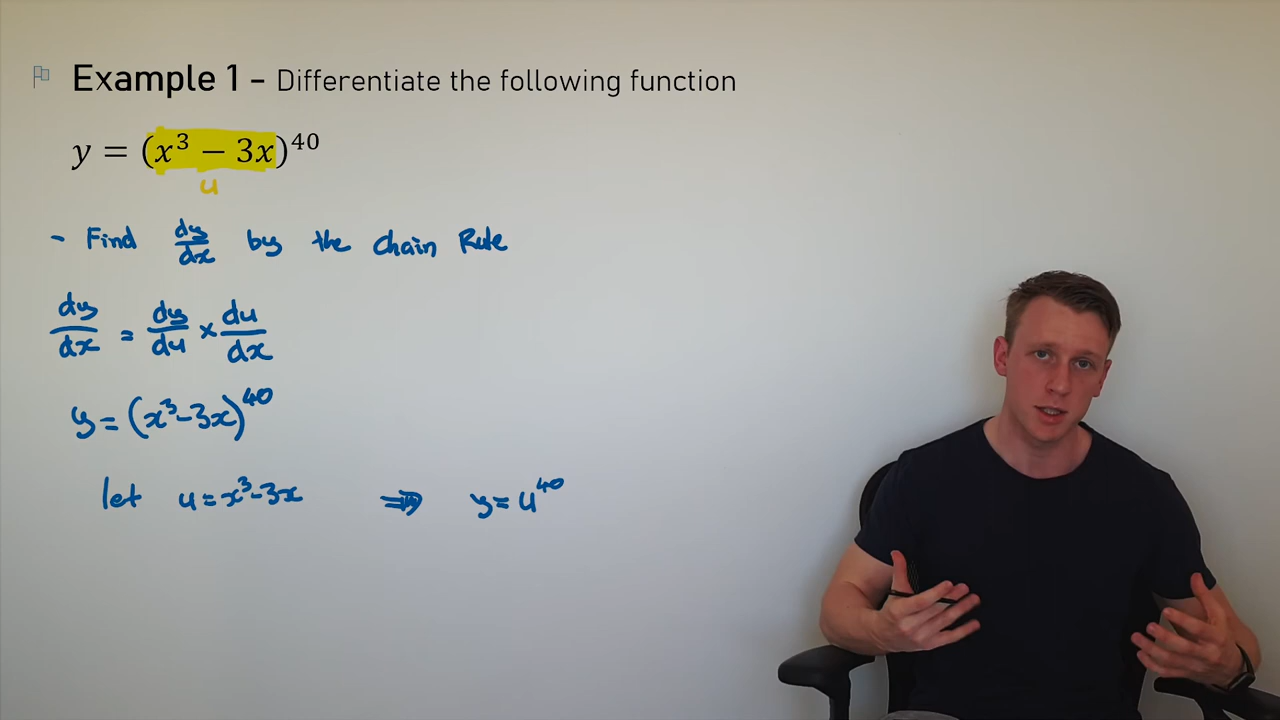 Example 1 - Differentiate the following function
y = (x³ − 3x)⁴⁰
u
- Find dy/dx by the Chain Rule
dy/dx = dy/du × du/dx
y = (x³-3x)⁴⁰
let u = x³-3x ⇒ y = u⁴⁰